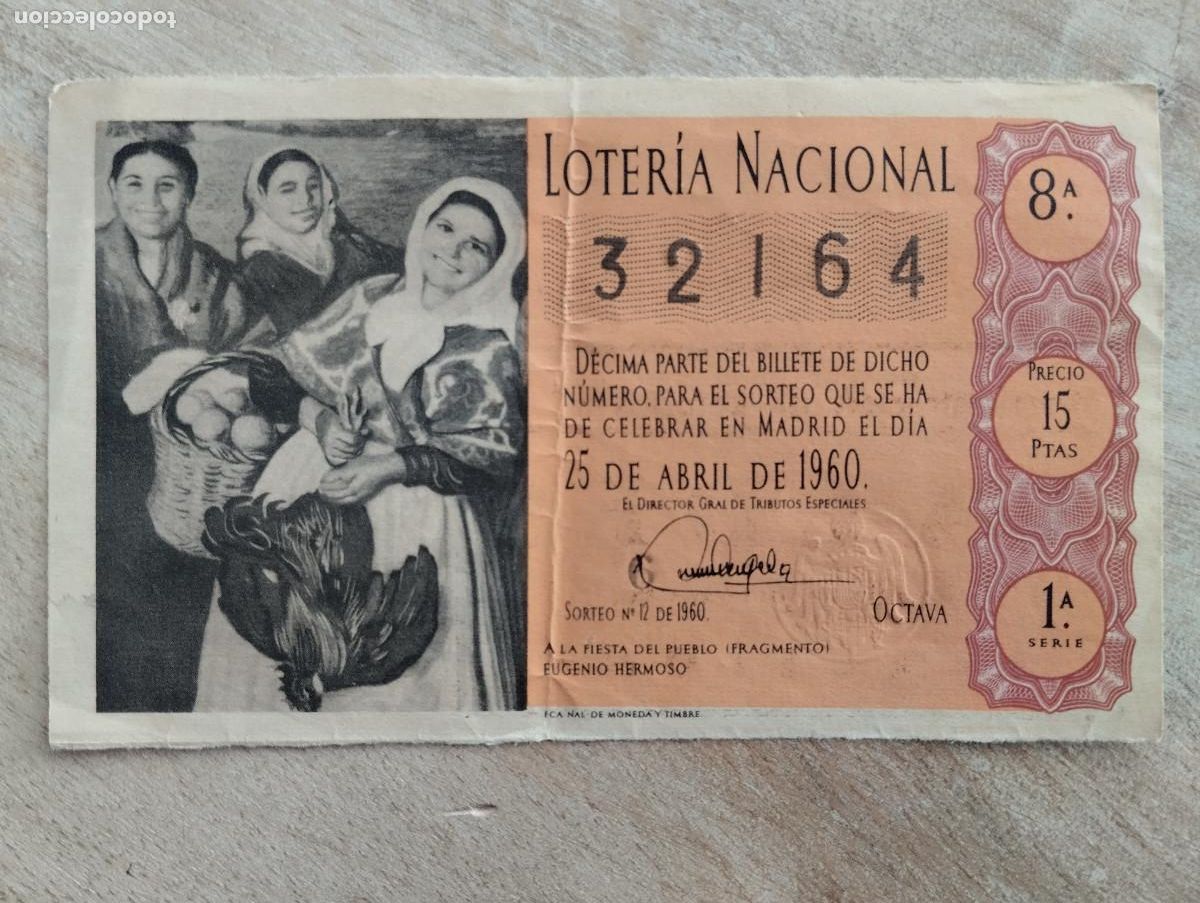 todocoleccion
LOTERÍA NACIONAL
32164
DÉCIMA PARTE DEL BILLETE DE DICHO
NÚMERO, PARA EL SORTEO QUE SE HA
DE CELEBRAR EN MADRID EL DÍA
25 DE ABRIL DE 1960.
EL DIRECTOR GRAL DE TRIBUTOS ESPECIALES
SORTEO Nº 12 DE 1960.
OCTAVA
A LA FIESTA DEL PUEBLO (FRAGMENTO)
EUGENIO HERMOSO
FCA NAL DE MONEDA Y TIMBRE.
8ª.
PRECIO
15
PTAS
1ª.
SERIE